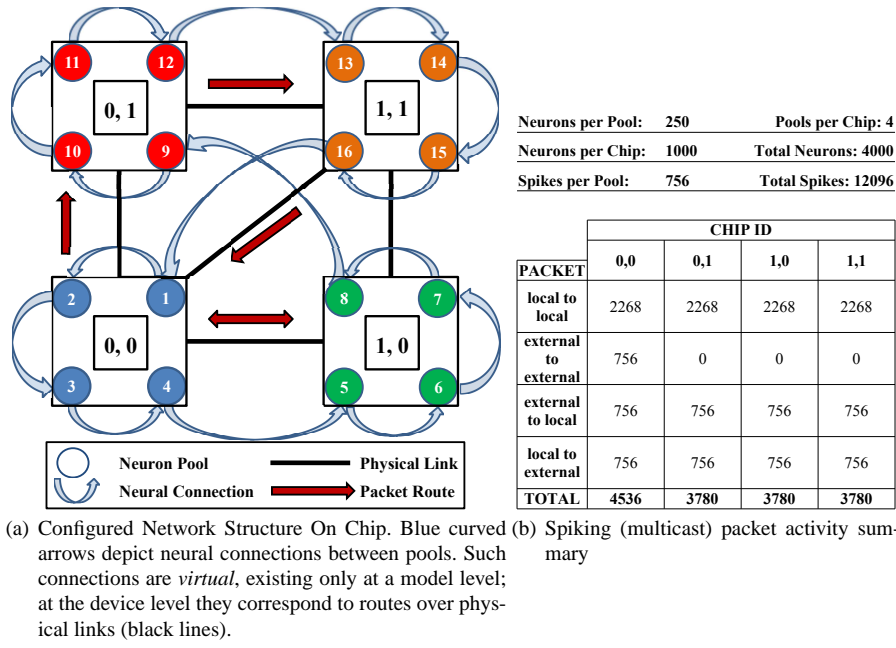 11
12
13
14
0, 1
1, 1
10
9
16
15
2
1
8
7
0, 0
1, 0
3
4
5
6
Neuron Pool
Physical Link
Neural Connection
Packet Route
(a) Configured Network Structure On Chip. Blue curved
arrows depict neural connections between pools. Such
connections are virtual, existing only at a model level;
at the device level they correspond to routes over phys-
ical links (black lines).
Neurons per Pool: 250 Pools per Chip: 4
Neurons per Chip: 1000 Total Neurons: 4000
Spikes per Pool: 756 Total Spikes: 12096
CHIP ID
PACKET 0,0 0,1 1,0 1,1
local to
local
2268 2268 2268 2268
external
to
external
756 0 0 0
external
to local
756 756 756 756
local to
external
756 756 756 756
TOTAL 4536 3780 3780 3780
(b) Spiking (multicast) packet activity sum-
mary